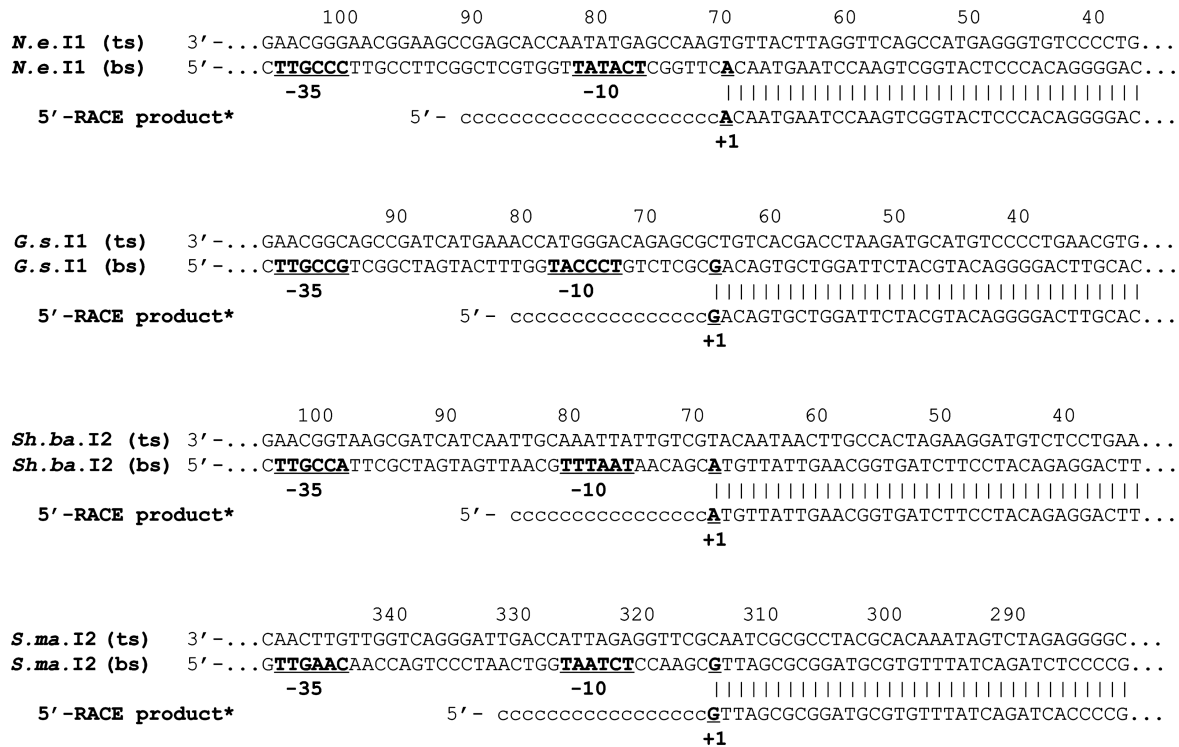 100 90 80 70 60 50 40
N.e.I1 (ts) 3′-...GAACGGGAACGGAAGCCGAGCACCAATATGAGCCAAGTGTTACTTAGGTTCAGCCATGAGGGTGTCCCCTG...
N.e.I1 (bs) 5′-...CTTGCCCTTGCCTTCGGCTCGTGGTTATACTCGGTTCACAATGAATCCAAGTCGGTACTCCCACAGGGGAC...
-35 -10 ||||||||||||||||||||||||||||||||||
5′-RACE product* 5′- cccccccccccccccccccccACAATGAATCCAAGTCGGTACTCCCACAGGGGAC...
+1
90 80 70 60 50 40
G.s.I1 (ts) 3′-...GAACGGCAGCCGATCATGAAACCATGGGACAGAGCGCTGTCACGACCTAAGATGCATGTCCCCTGAACGTG...
G.s.I1 (bs) 5′-...CTTGCCGTCGGCTAGTACTTTGGTACCCTGTCTCGCGACAGTGCTGGATTCTACGTACAGGGGACTTGCAC...
-35 -10 |||||||||||||||||||||||||||||||||||
5′-RACE product* 5′- ccccccccccccccccGACAGTGCTGGATTCTACGTACAGGGGACTTGCAC...
+1
100 90 80 70 60 50 40
Sh.ba.I2 (ts) 3′-...GAACGGTAAGCGATCATCAATTGCAAATTATTGTCGTACAATAACTTGCCACTAGAAGGATGTCTCCTGAA...
Sh.ba.I2 (bs) 5′-...CTTGCCATTCGCTAGTAGTTAACGTTTAATAACAGCATGTTATTGAACGGTGATCTTCCTACAGAGGACTT...
-35 -10 |||||||||||||||||||||||||||||||||||
5′-RACE product* 5′- ccccccccccccccccATGTTATTGAACGGTGATCTTCCTACAGAGGACTT...
+1
340 330 320 310 300 290
S.ma.I2 (ts) 3′-...CAACTTGTTGGTCAGGGATTGACCATTAGAGGTTCGCAATCGCGCCTACGCACAAATAGTCTAGAGGGGC...
S.ma.I2 (bs) 5′-...GTTGAACAACCAGTCCCTAACTGGTAATCTCCAAGCGTTAGCGCGGATGCGTGTTTATCAGATCTCCCCG...
-35 -10 ||||||||||||||||||||||||||||||||||
5′-RACE product* 5′- cccccccccccccccccGTTAGCGCGGATGCGTGTTTATCAGATCACCCCG...
+1